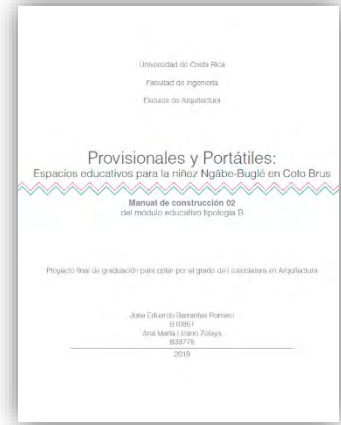 Universidad de Costa Rica
Facultad de Ingeniería
Escuela de Arquitectura
Provisionales y Portátiles:
Espacios educativos para la niñez Ngäbe-Buglé en Coto Brus
Manual de construcción 02
del módulo educativo tipología B
Proyecto final de graduación para optar por el grado de Licenciatura en Arquitectura
Jose Eduardo Barrantes Romero
B10861
Ana María Lizano Zelaya
B33776
2019